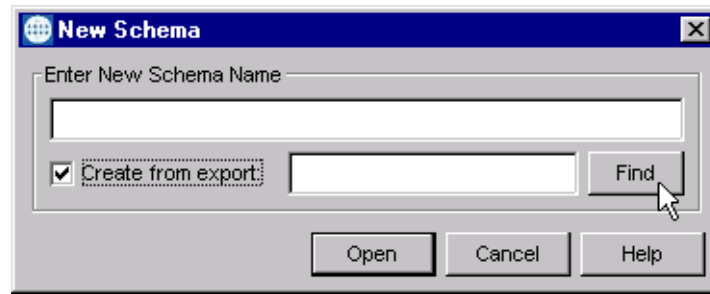 New Schema
Enter New Schema Name
Create from export: Find
Open Cancel Help